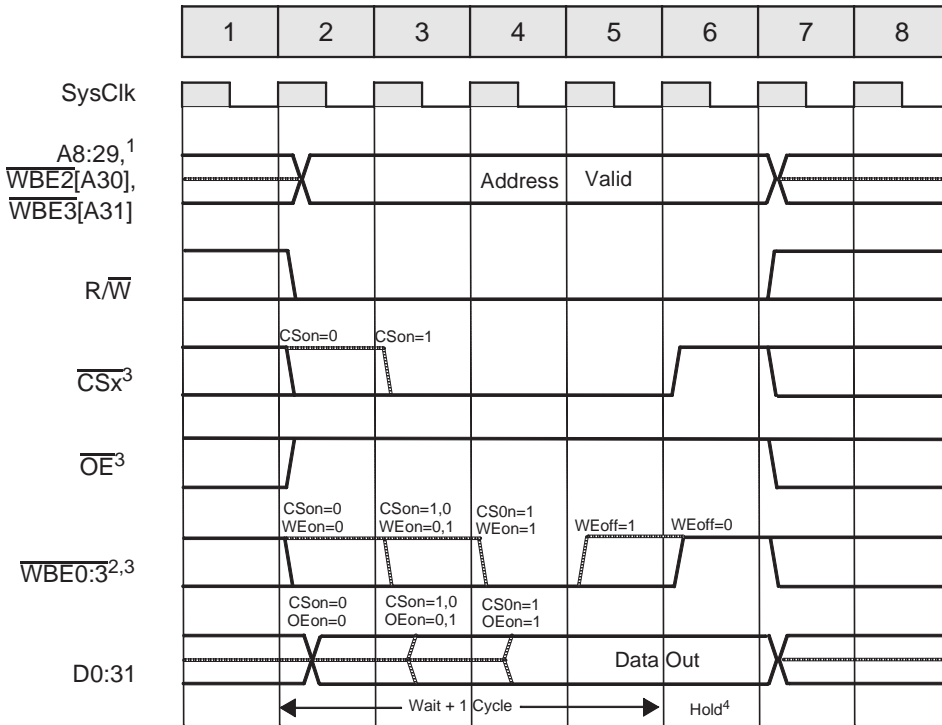 1 2 3 4 5 6 7 8
SysClk
A8:29,¹
WBE2[A30],
WBE3[A31]
Address Valid
R/W
CSon=0 CSon=1
CSx³
OE³
CSon=0 CSon=1,0 CS0n=1
WEon=0 WEon=0,1 WEon=1 WEoff=1 WEoff=0
WBE0:3²,³
CSon=0 CSon=1,0 CS0n=1
OEon=0 OEon=0,1 OEon=1
D0:31 Data Out
Wait + 1 Cycle Hold⁴